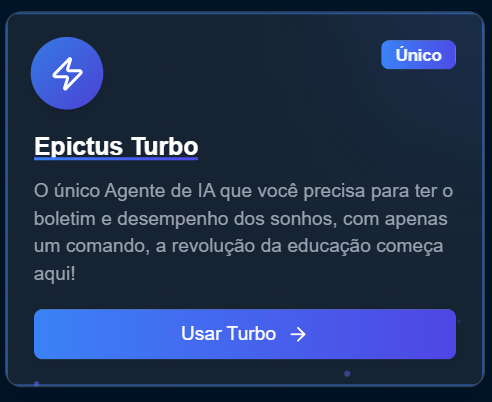 Único
Epictus Turbo
O único Agente de IA que você precisa para ter o
boletim e desempenho dos sonhos, com apenas
um comando, a revolução da educação começa
aqui!
Usar Turbo